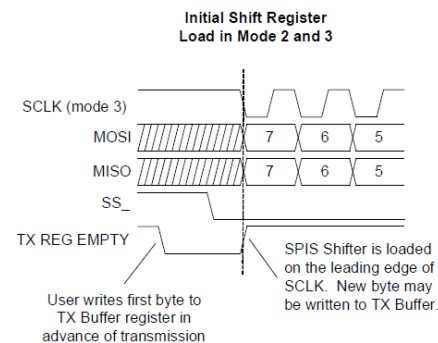 Initial Shift Register
Load in Mode 2 and 3
SCLK (mode 3)
MOSI
7
6
5
MISO
7
6
5
SS_
TX REG EMPTY
User writes first byte to
TX Buffer register in
advance of transmission
SPIS Shifter is loaded
on the leading edge of
SCLK.  New byte may
be written to TX Buffer.